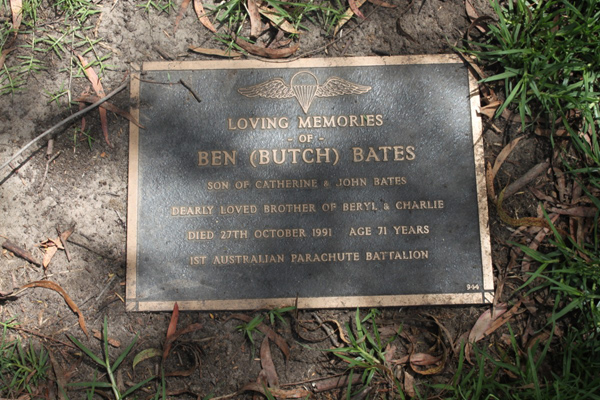 LOVING MEMORIES
- OF -
BEN (BUTCH) BATES
SON OF CATHERINE & JOHN BATES
DEARLY LOVED BROTHER OF BERYL & CHARLIE
DIED 27TH OCTOBER 1991 AGE 71 YEARS
1ST AUSTRALIAN PARACHUTE BATTALION